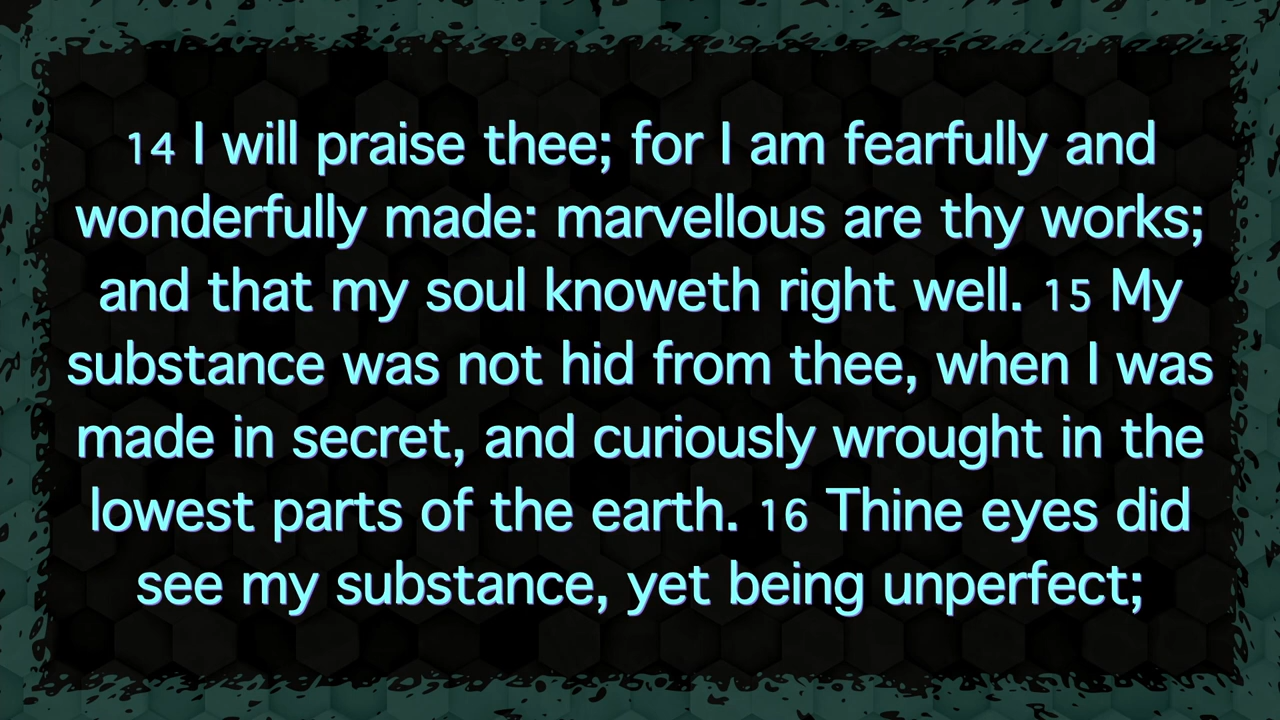 14 I will praise thee; for I am fearfully and
wonderfully made: marvellous are thy works;
and that my soul knoweth right well. 15 My
substance was not hid from thee, when I was
made in secret, and curiously wrought in the
lowest parts of the earth. 16 Thine eyes did
see my substance, yet being unperfect;